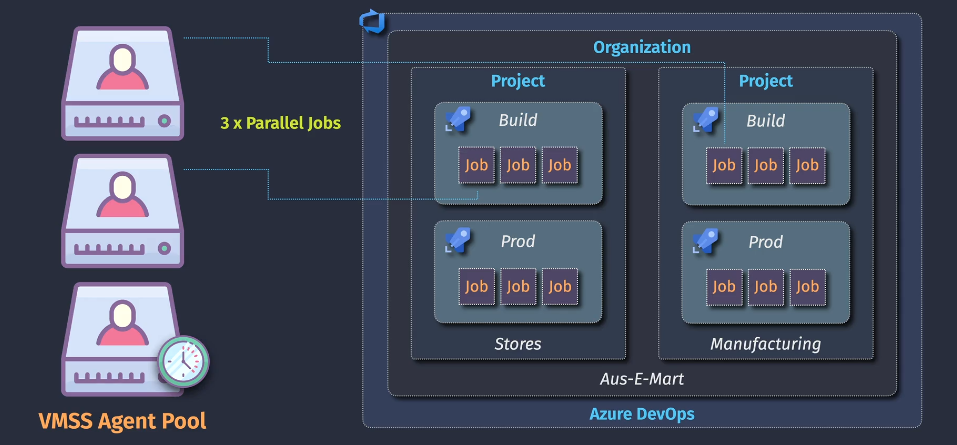 Organization
Project
Project
3 x Parallel Jobs
Build
Job Job Job
Build
Job Job Job
Prod
Job Job Job
Prod
Job Job Job
Stores
Manufacturing
Aus-E-Mart
VMSS Agent Pool
Azure DevOps